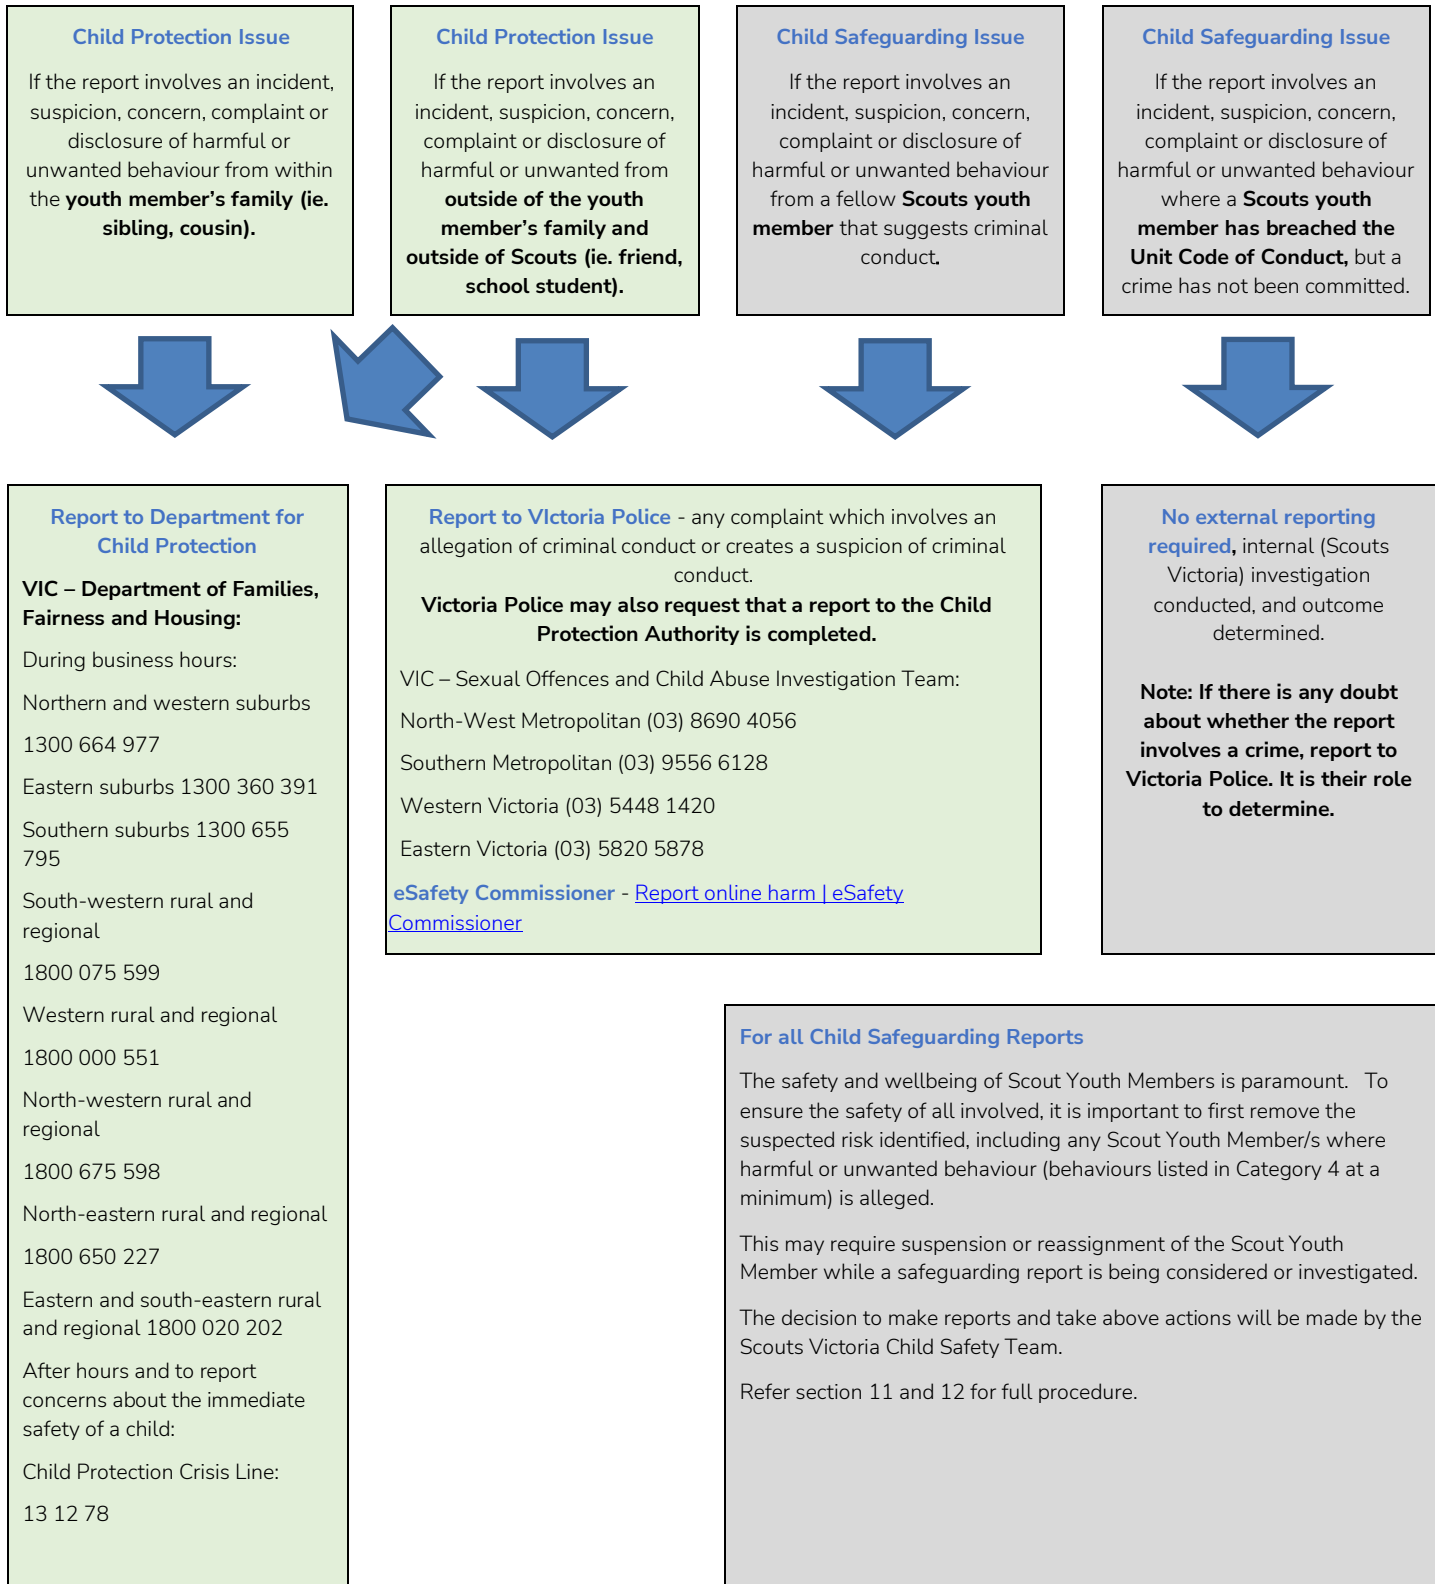 Child Protection Issue
If the report involves an incident,
suspicion, concern, complaint or
disclosure of harmful or
unwanted behaviour from within
the youth member’s family (ie.
sibling, cousin).
Child Protection Issue
If the report involves an
incident, suspicion, concern,
complaint or disclosure of
harmful or unwanted from
outside of the youth
member’s family and
outside of Scouts (ie. friend,
school student).
Child Safeguarding Issue
If the report involves an
incident, suspicion, concern,
complaint or disclosure of
harmful or unwanted behaviour
from a fellow Scouts youth
member that suggests criminal
conduct.
Child Safeguarding Issue
If the report involves an
incident, suspicion, concern,
complaint or disclosure of
harmful or unwanted behaviour
where a Scouts youth
member has breached the
Unit Code of Conduct, but a
crime has not been committed.
Report to Department for
Child Protection
VIC – Department of Families,
Fairness and Housing:
During business hours:
Northern and western suburbs
1300 664 977
Eastern suburbs 1300 360 391
Southern suburbs 1300 655
795
South-western rural and
regional
1800 075 599
Western rural and regional
1800 000 551
North-western rural and
regional
1800 675 598
North-eastern rural and regional
1800 650 227
Eastern and south-eastern rural
and regional 1800 020 202
After hours and to report
concerns about the immediate
safety of a child:
Child Protection Crisis Line:
13 12 78
Report to VIctoria Police - any complaint which involves an
allegation of criminal conduct or creates a suspicion of criminal
conduct.
Victoria Police may also request that a report to the Child
Protection Authority is completed.
VIC – Sexual Offences and Child Abuse Investigation Team:
North-West Metropolitan (03) 8690 4056
Southern Metropolitan (03) 9556 6128
Western Victoria (03) 5448 1420
Eastern Victoria (03) 5820 5878
eSafety Commissioner - Report online harm | eSafety
Commissioner
No external reporting
required, internal (Scouts
Victoria) investigation
conducted, and outcome
determined.
Note: If there is any doubt
about whether the report
involves a crime, report to
Victoria Police. It is their role
to determine.
For all Child Safeguarding Reports
The safety and wellbeing of Scout Youth Members is paramount.   To
ensure the safety of all involved, it is important to first remove the
suspected risk identified, including any Scout Youth Member/s where
harmful or unwanted behaviour (behaviours listed in Category 4 at a
minimum) is alleged.
This may require suspension or reassignment of the Scout Youth
Member while a safeguarding report is being considered or investigated.
The decision to make reports and take above actions will be made by the
Scouts Victoria Child Safety Team.
Refer section 11 and 12 for full procedure.